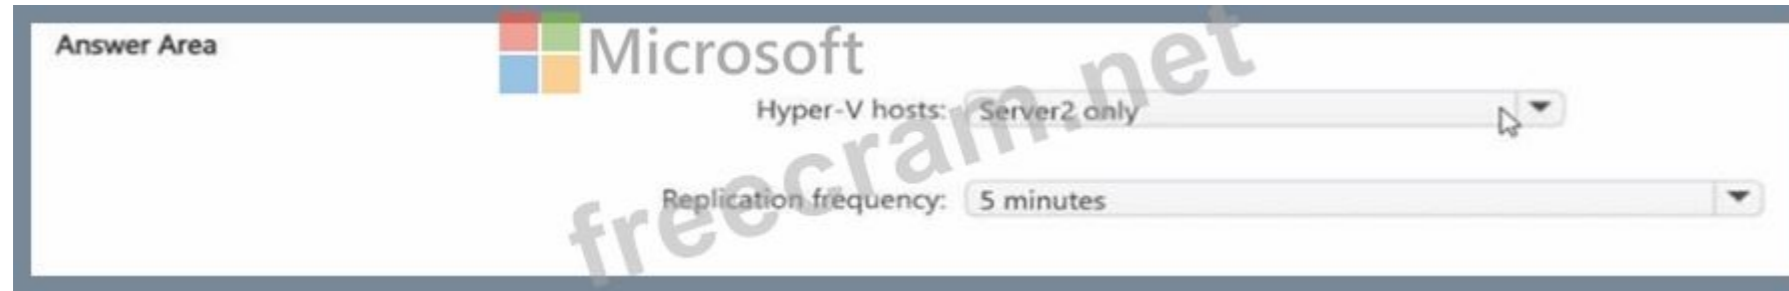 Answer Area
Microsoft
Hyper-V hosts: Server2 only
Replication frequency: 5 minutes
freecram.net